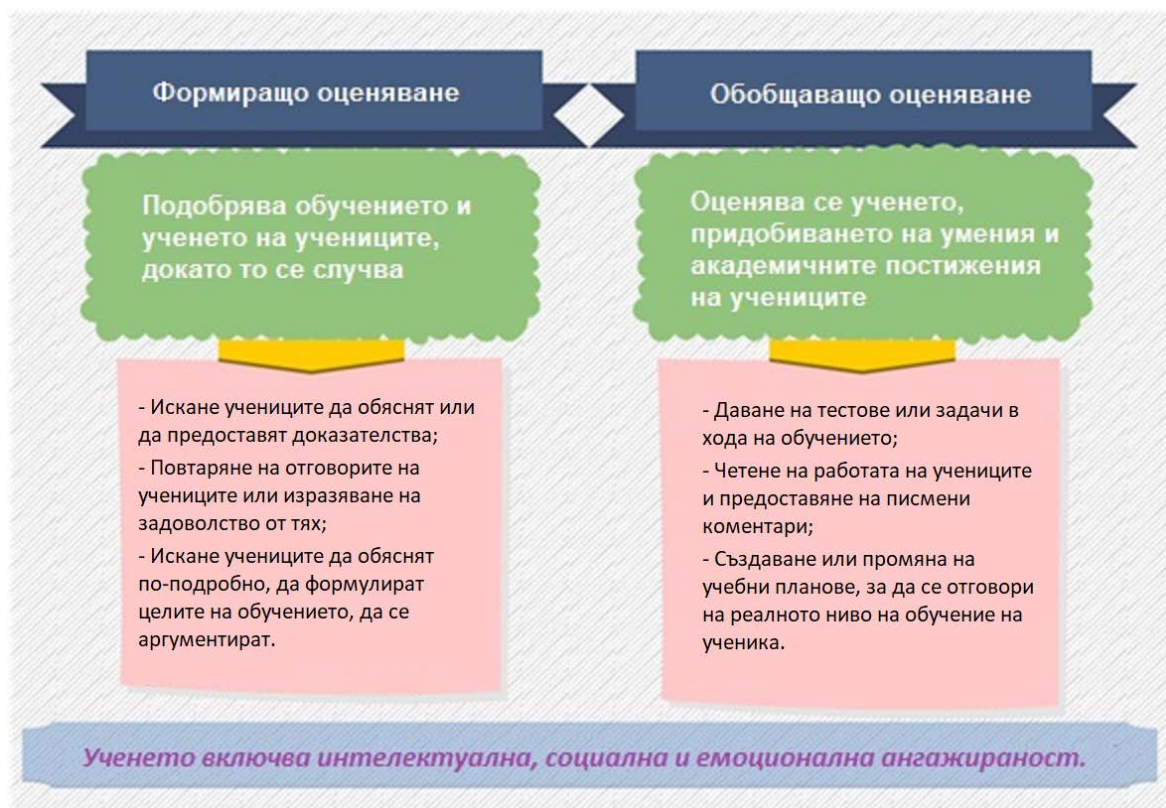 Формиращо оценяване
Подобрява обучението и
ученето на учениците,
докато то се случва
- Искане учениците да обяснят или
да предоставят доказателства;
- Повтаряне на отговорите на
учениците или изразяване на
задоволство от тях;
- Искане учениците да обяснят
по-подробно, да формулират
целите на обучението, да се
аргументират.
Обобщаващо оценяване
Оценява се ученето,
придобиването на умения и
академичните постижения
на учениците
- Даване на тестове или задачи в
хода на обучението;
- Четене на работата на учениците
и предоставяне на писмени
коментари;
- Създаване или промяна на
учебни планове, за да се отговори
на реалното ниво на обучение на
ученика.
Ученето включва интелектуална, социална и емоционална ангажираност.